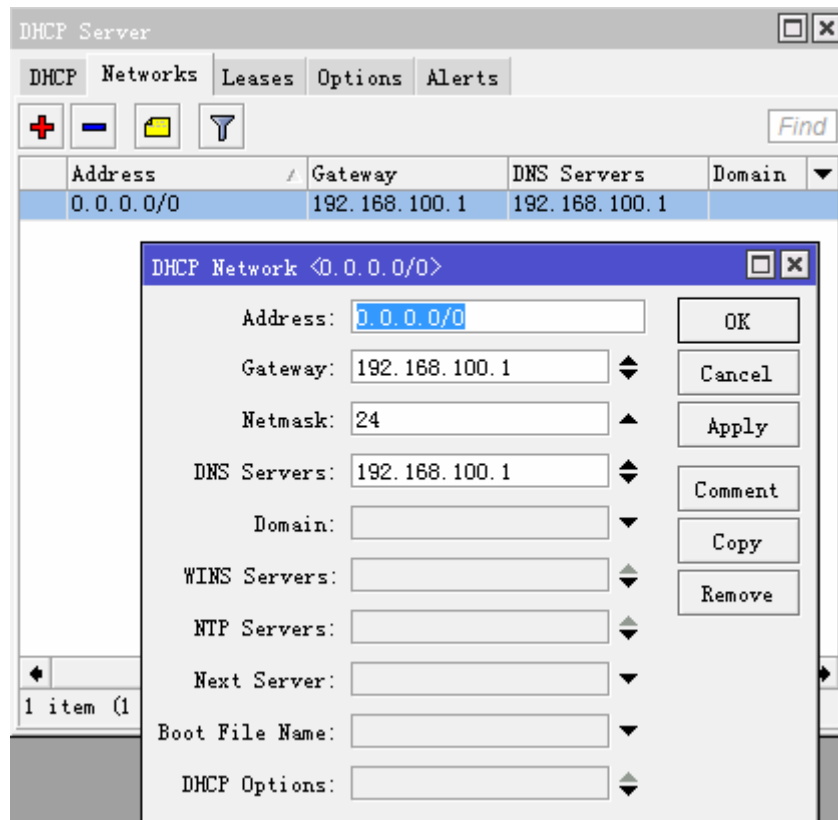 DHCP Server
DHCP Networks Leases Options Alerts
Find
Address Gateway DNS Servers Domain
0.0.0.0/0 192.168.100.1 192.168.100.1
DHCP Network <0.0.0.0/0>
Address: 0.0.0.0/0 OK
Gateway: 192.168.100.1 Cancel
Netmask: 24 Apply
DNS Servers: 192.168.100.1
Comment
Domain:
Copy
WINS Servers:
Remove
NTP Servers:
Next Server:
1 item (1
Boot File Name:
DHCP Options: